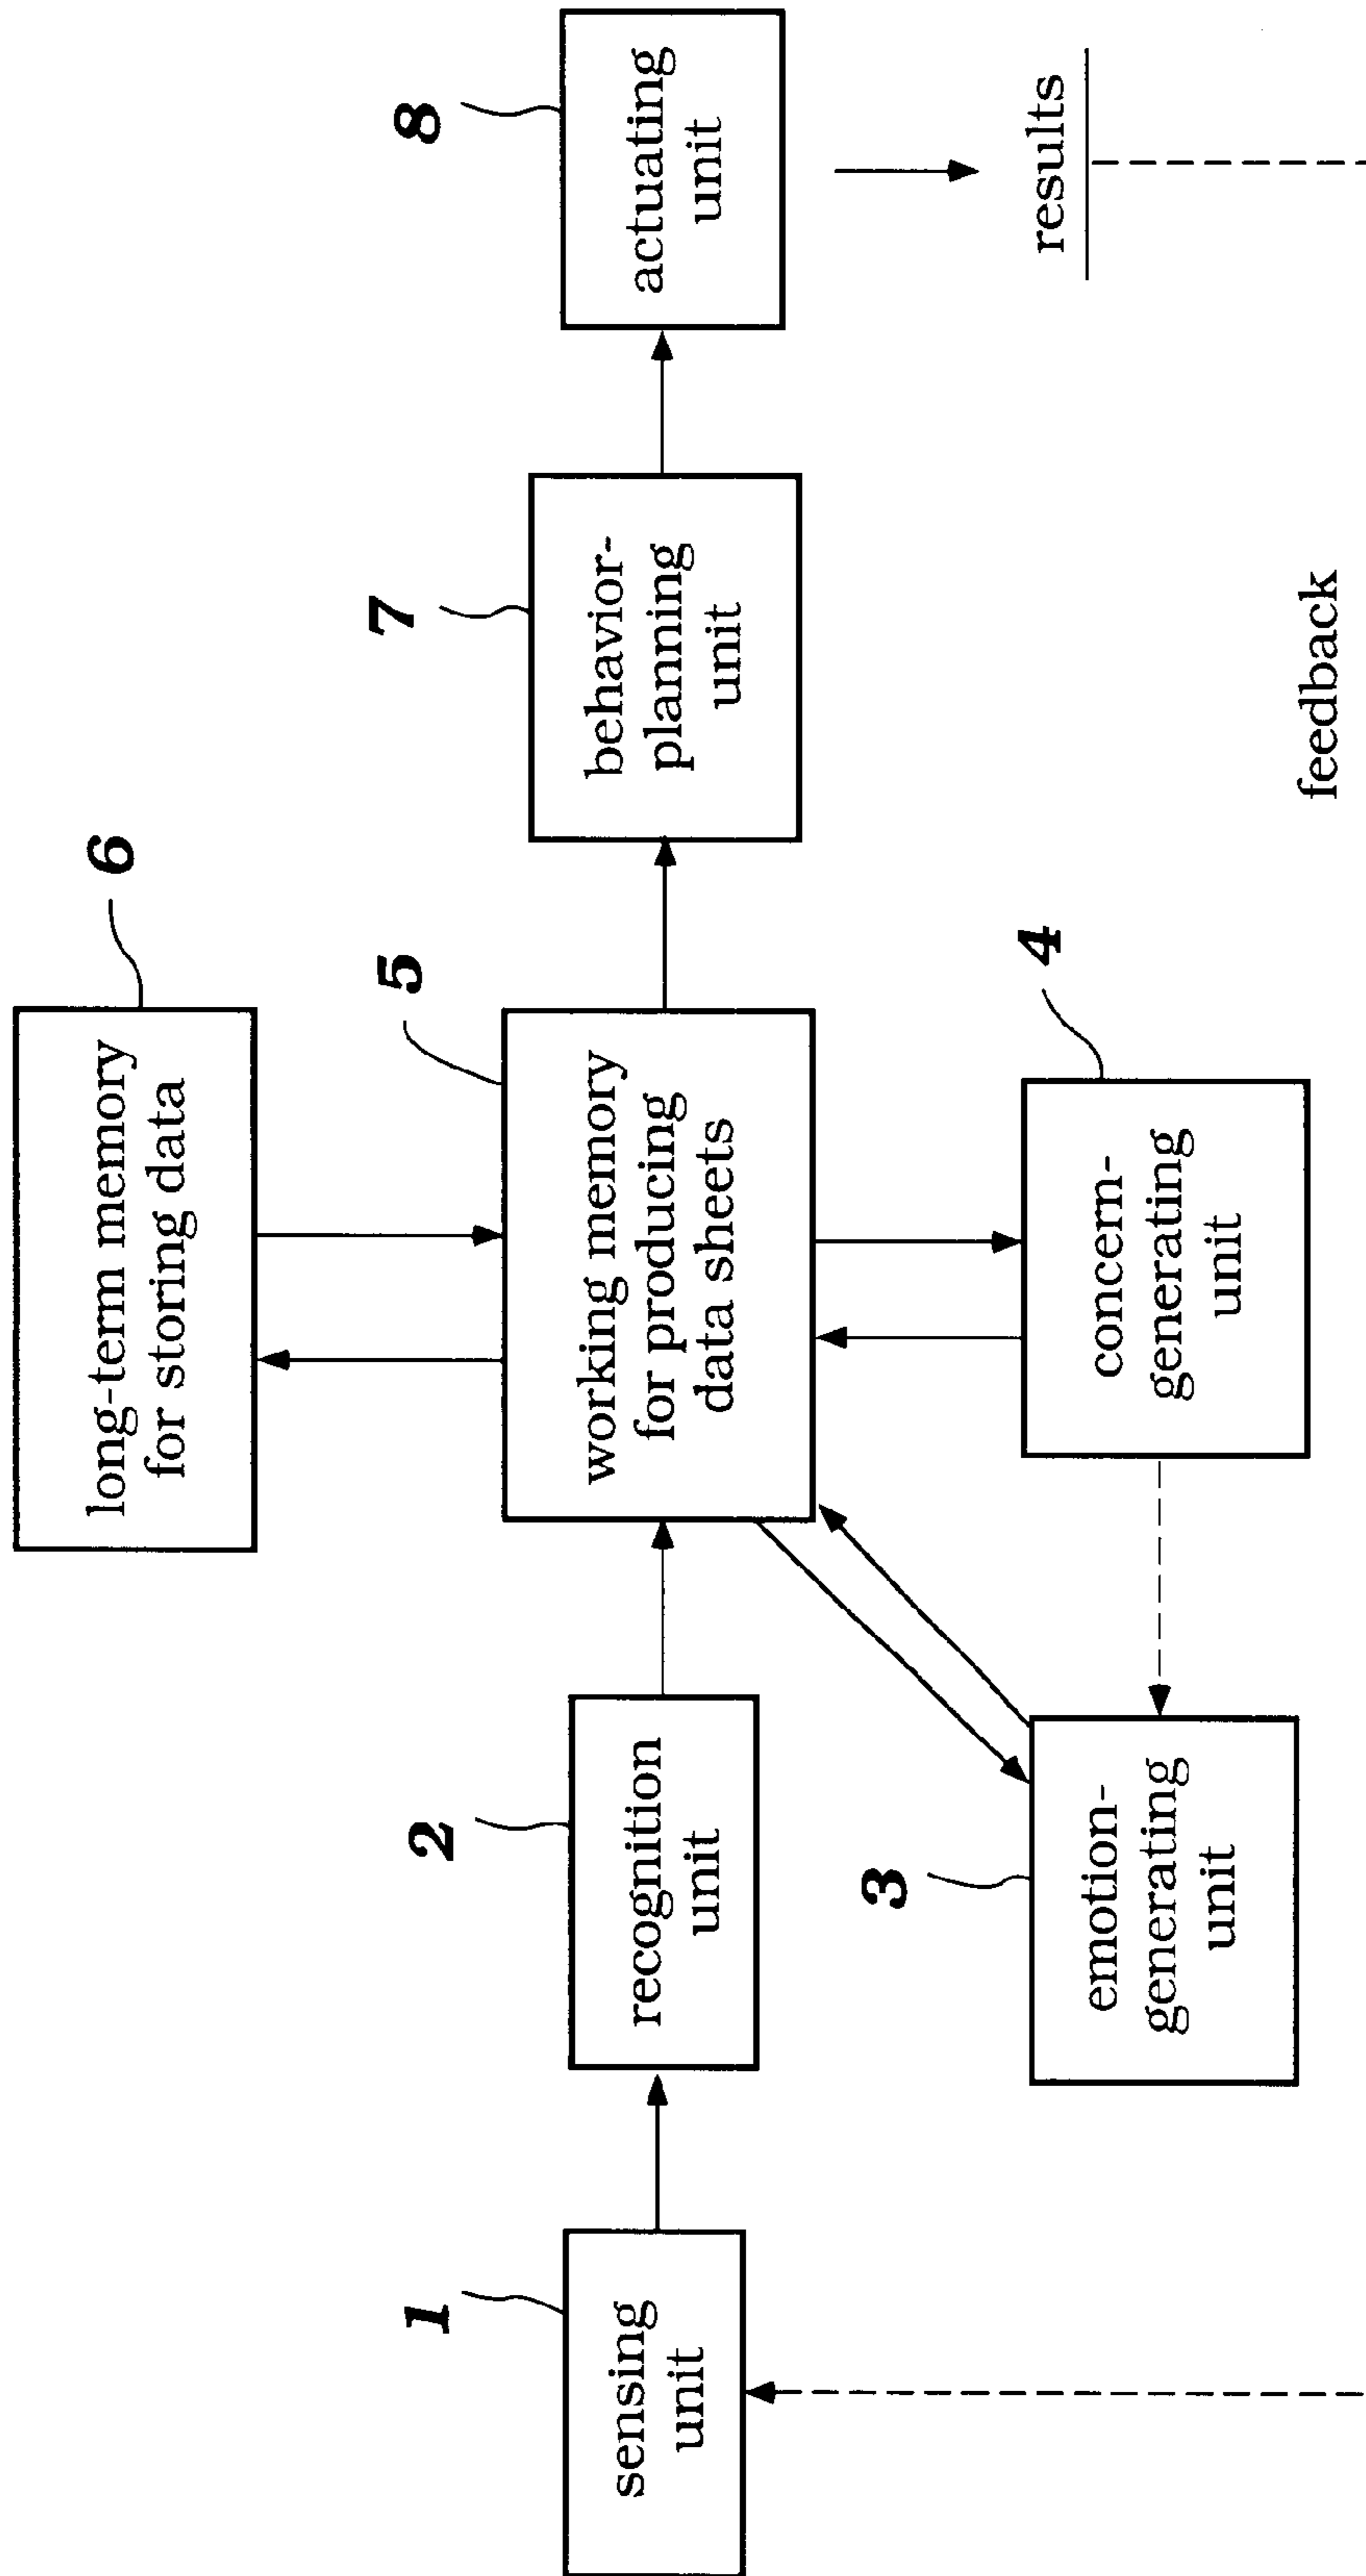 1
sensing
unit
2
recognition
unit
3
emotion-
generating
unit
4
concern-
generating
unit
5
working memory
for producing
data sheets
6
long-term memory
for storing data
7
behavior-
planning
unit
8
actuating
unit
results
feedback